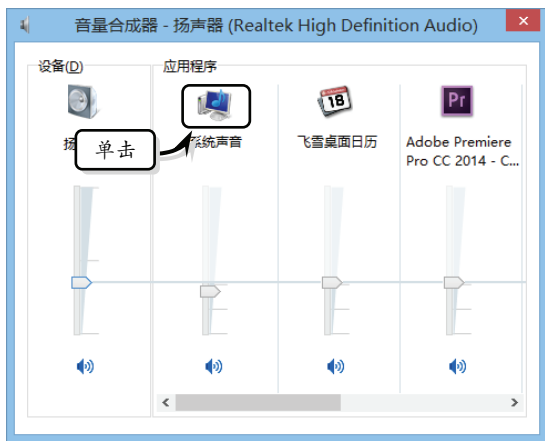 音量合成器 - 扬声器 (Realtek High Definition Audio)
设备(D)
应用程序
18
Pr
扬
单击
系统声音
飞雪桌面日历
Adobe Premiere
Pro CC 2014 - C...